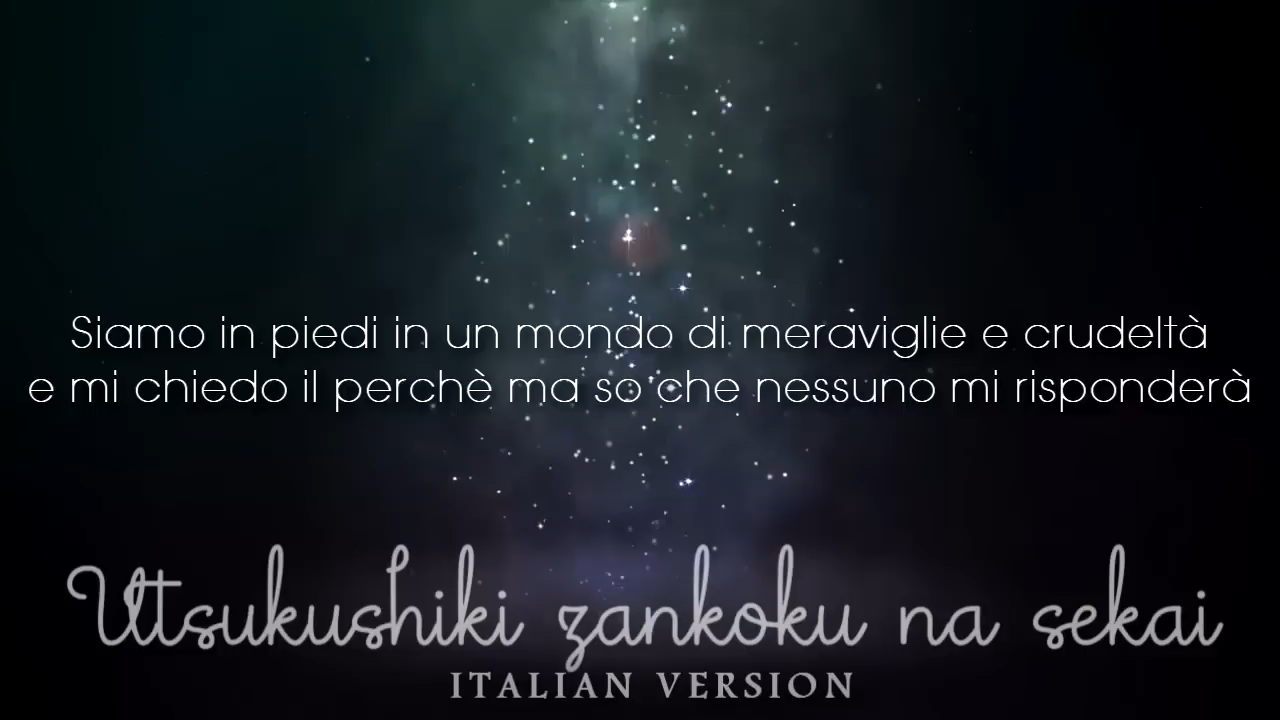 Siamo in piedi in un mondo di meraviglie e crudeltà
e mi chiedo il perchè ma so che nessuno mi risponderà
Utsukushiki zankoku na sekai
ITALIAN VERSION